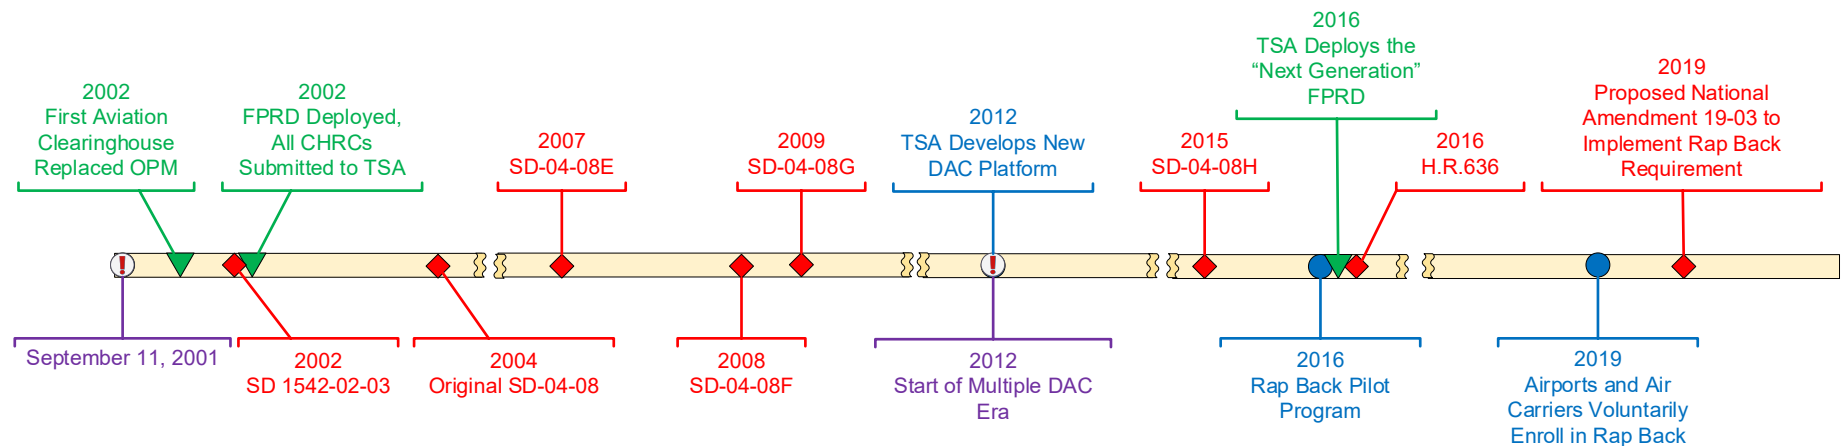 2002
First Aviation
Clearinghouse
Replaced OPM
2002
FPRD Deployed,
All CHRCs
Submitted to TSA
2007
SD-04-08E
2009
SD-04-08G
2012
TSA Develops New
DAC Platform
2015
SD-04-08H
2016
TSA Deploys the
“Next Generation”
FPRD
2016
H.R.636
2019
Proposed National
Amendment 19-03 to
Implement Rap Back
Requirement
September 11, 2001
2002
SD 1542-02-03
2004
Original SD-04-08
2008
SD-04-08F
2012
Start of Multiple DAC
Era
2016
Rap Back Pilot
Program
2019
Airports and Air
Carriers Voluntarily
Enroll in Rap Back